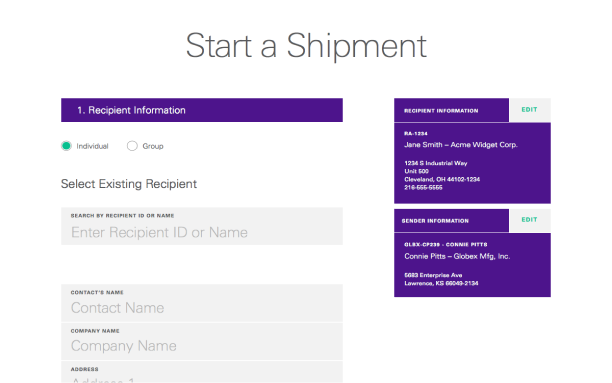 Start a Shipment
1. Recipient Information
Individual
Group
Select Existing Recipient
SEARCH BY RECIPIENT ID OR NAME
Enter Recipient ID or Name
CONTACT'S NAME
Contact Name
COMPANY NAME
Company Name
ADDRESS
Address 1
RECIPIENT INFORMATION
EDIT
RA-1234
Jane Smith – Acme Widget Corp.
1234 S Industrial Way
Unit 500
Cleveland, OH 44102-1234
216-555-5555
SENDER INFORMATION
EDIT
GLBX-CP236 - CONNIE PITTS
Connie Pitts – Globex Mfg, Inc.
5683 Enterprise Ave
Lawrence, KS 66049-2134